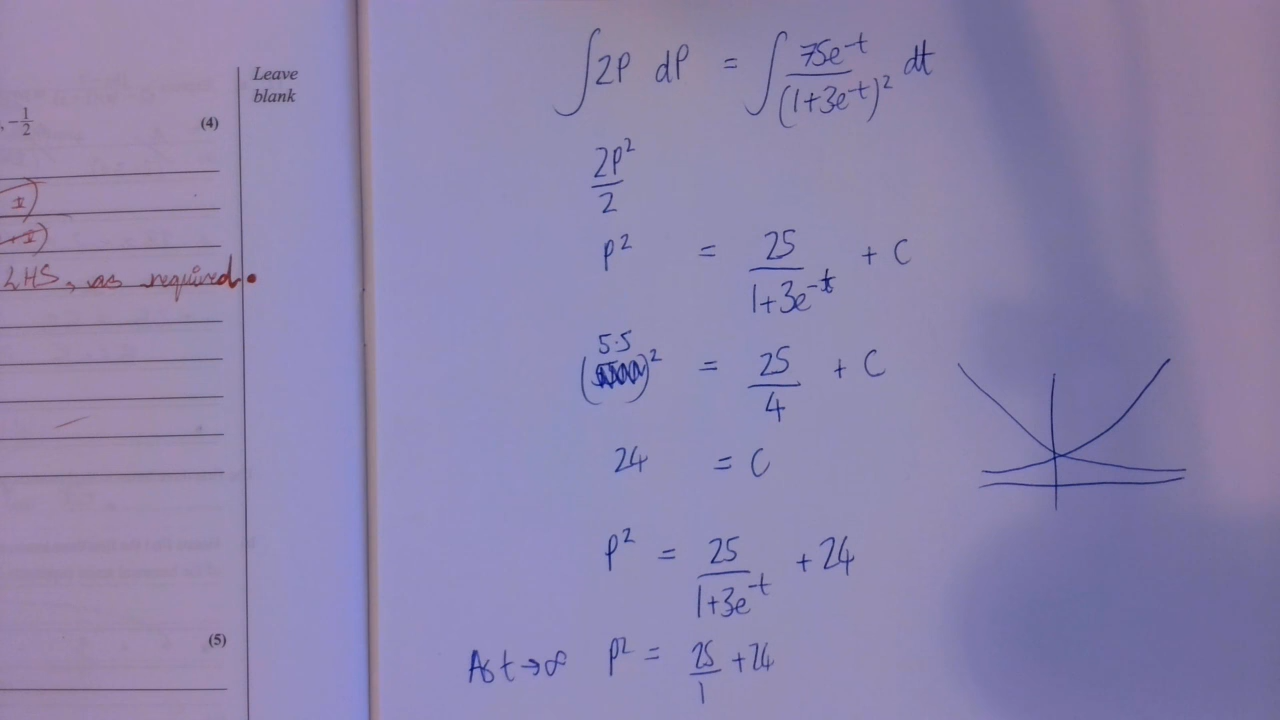 Leave
blank
, -1/2
(4)
LHS, as required.
(5)
∫2P dP = ∫ 75e^-t / (1+3e^-t)^2 dt
2P^2 / 2
P^2 = 25 / (1+3e^-t) + C
(5.5)^2 = 25/4 + C
24 = C
P^2 = 25 / (1+3e^-t) + 24
As t→∞ P^2 = 25/1 + 24